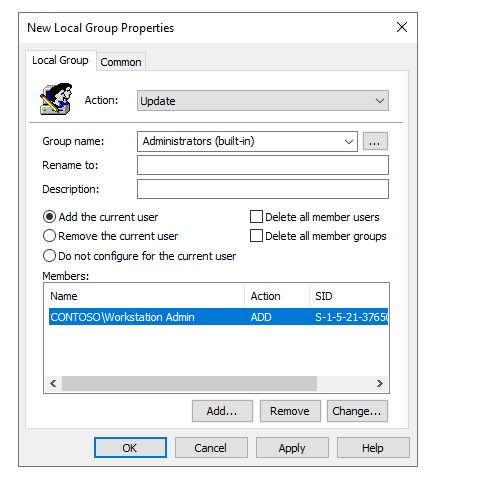 New Local Group Properties
Local Group Common
Action: Update
Group name: Administrators (built-in) ...
Rename to:
Description:
Add the current user Delete all member users
Remove the current user Delete all member groups
Do not configure for the current user
Members:
Name Action SID
CONTOSO\Workstation Admin ADD S-1-5-21-3765
Add... Remove Change...
OK Cancel Apply Help